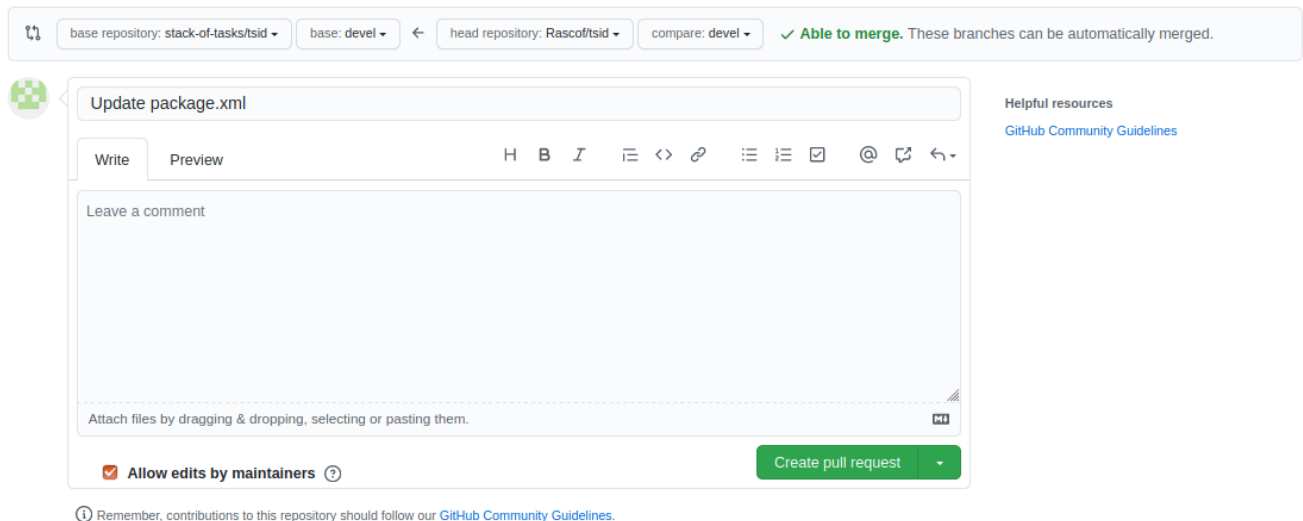 base repository: stack-of-tasks/tsid base: devel head repository: Rascof/tsid compare: devel Able to merge. These branches can be automatically merged.
Update package.xml
Helpful resources
GitHub Community Guidelines
Write Preview
Leave a comment
Attach files by dragging & dropping, selecting or pasting them.
Allow edits by maintainers
Create pull request
Remember, contributions to this repository should follow our GitHub Community Guidelines.